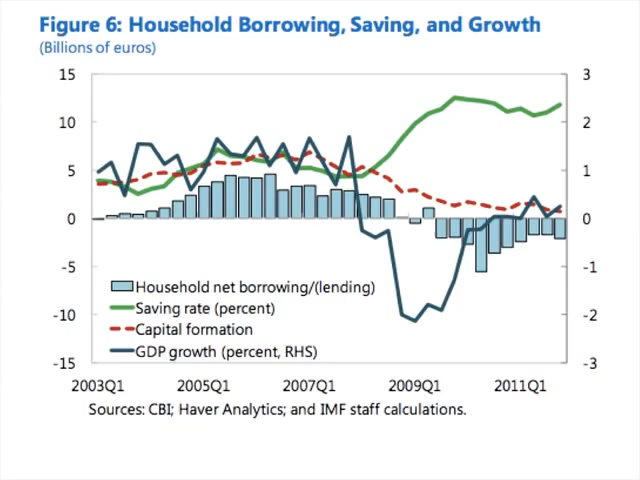 Figure 6: Household Borrowing, Saving, and Growth
(Billions of euros)
15 3
10 2
5 1
0 0
-5 -1
-10 -2
-15 -3
Household net borrowing/(lending)
Saving rate (percent)
Capital formation
GDP growth (percent, RHS)
2003Q1 2005Q1 2007Q1 2009Q1 2011Q1
Sources: CBI; Haver Analytics; and IMF staff calculations.